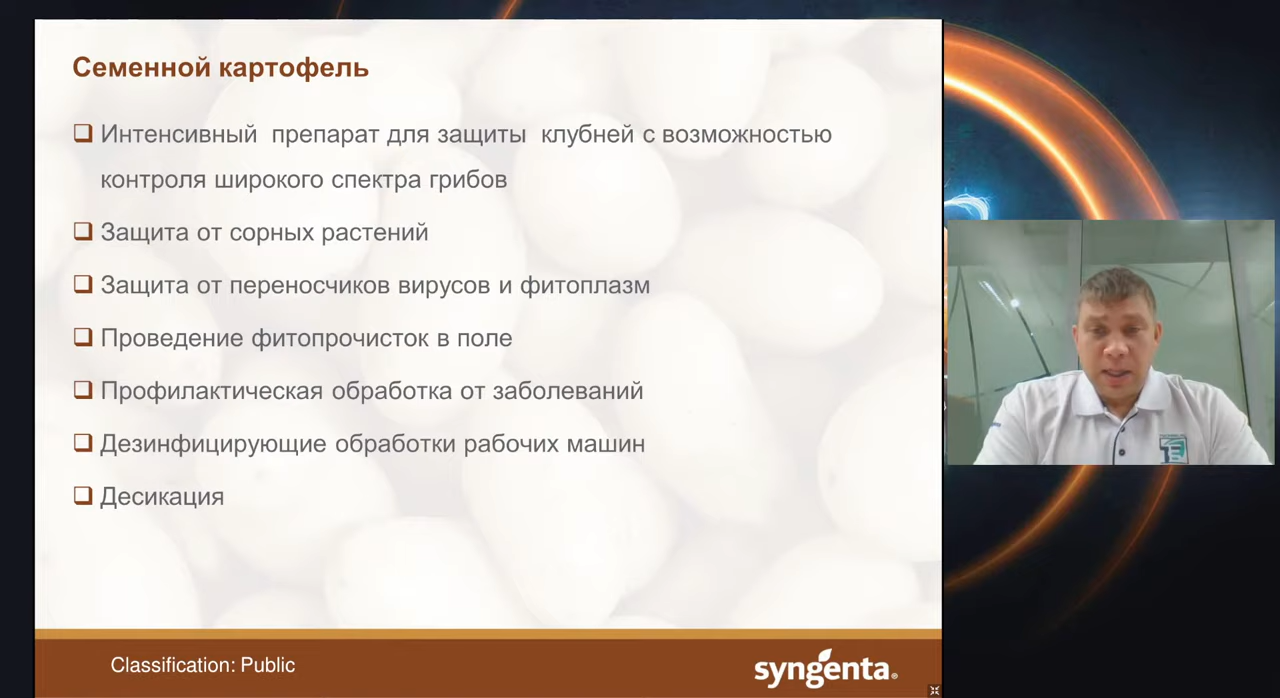 Семенной картофель
❑ Интенсивный препарат для защиты клубней с возможностью
контроля широкого спектра грибов
❑ Защита от сорных растений
❑ Защита от переносчиков вирусов и фитоплазм
❑ Проведение фитопрочисток в поле
❑ Профилактическая обработка от заболеваний
❑ Дезинфицирующие обработки рабочих машин
❑ Десикация
Classification: Public
syngenta®